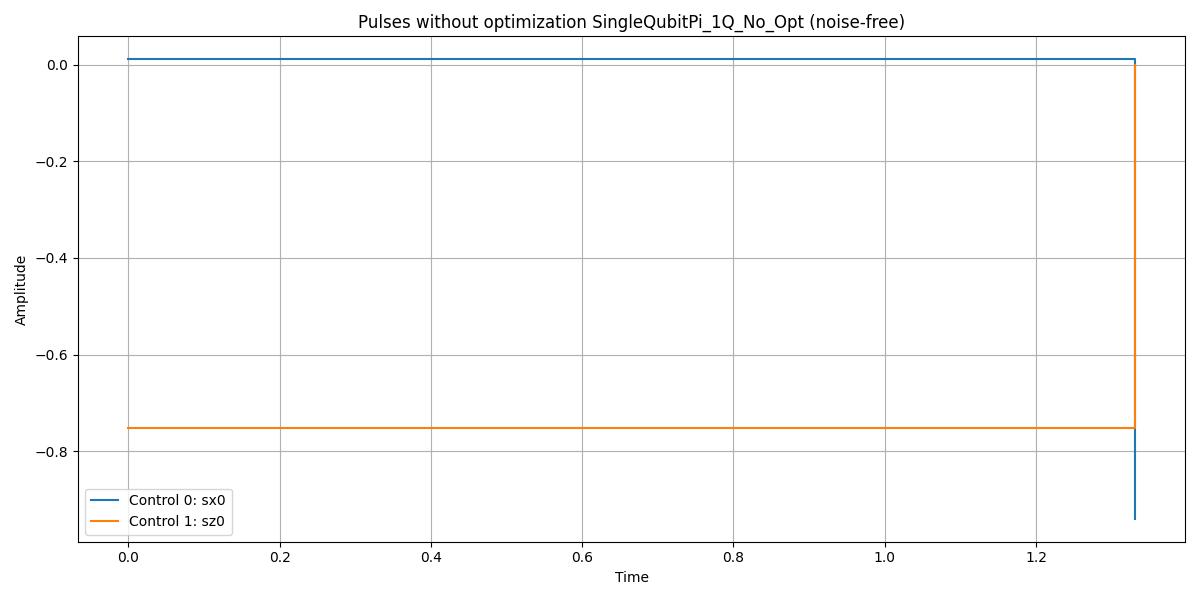 Pulses without optimization SingleQubitPi_1Q_No_Opt (noise-free)
Amplitude
0.0
−0.2
−0.4
−0.6
−0.8
Control 0: sx0
Control 1: sz0
0.0 0.2 0.4 0.6 0.8 1.0 1.2
Time